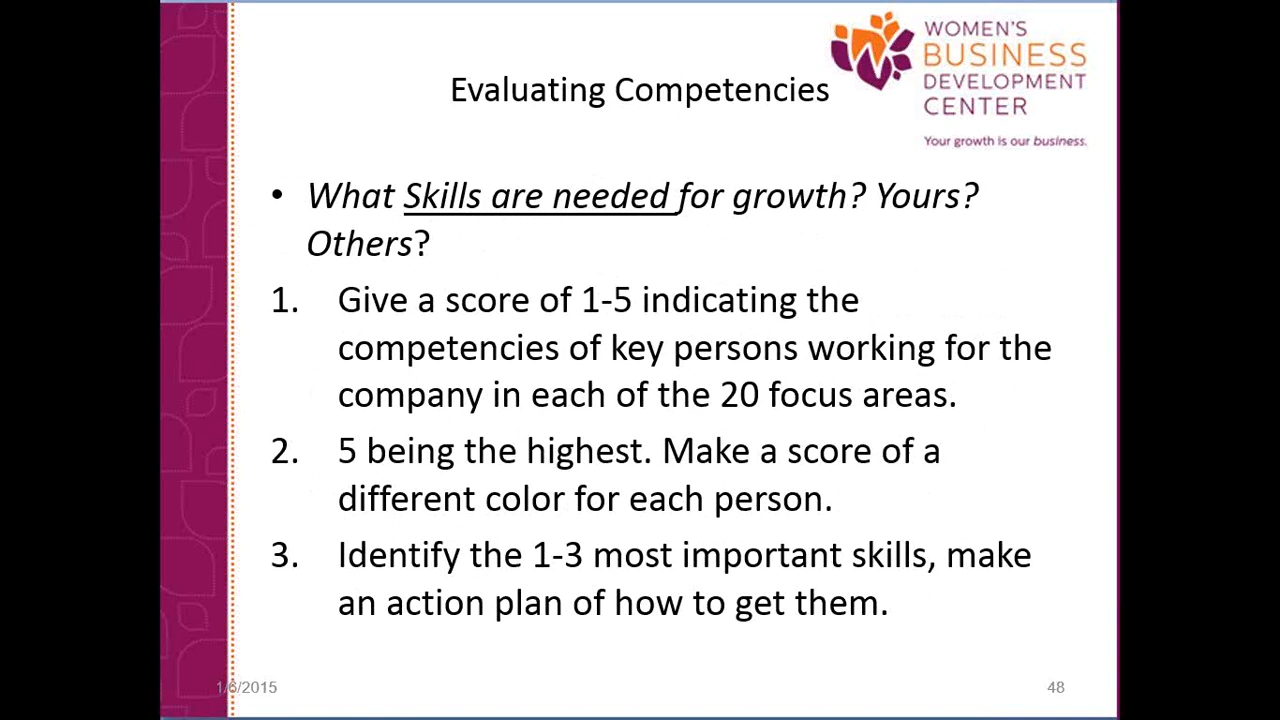 WOMEN'S
BUSINESS
DEVELOPMENT
CENTER
Your growth is our business.
Evaluating Competencies
• What Skills are needed for growth? Yours?
Others?
1. Give a score of 1-5 indicating the
competencies of key persons working for the
company in each of the 20 focus areas.
2. 5 being the highest. Make a score of a
different color for each person.
3. Identify the 1-3 most important skills, make
an action plan of how to get them.
1/6/2015
48